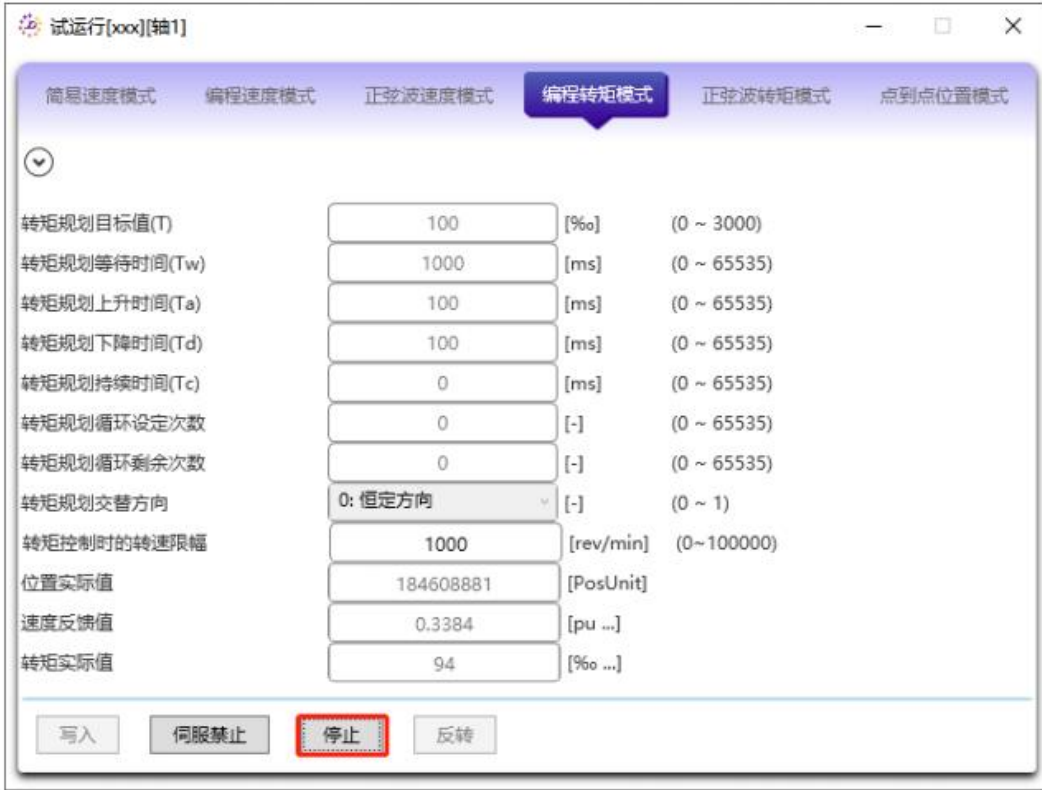 试运行[xxx][轴1]
简易速度模式 编程速度模式 正弦波速度模式 编程转矩模式 正弦波转矩模式 点到点位置模式
转矩规划目标值(T) 100 [‰] (0 ~ 3000)
转矩规划等待时间(Tw) 1000 [ms] (0 ~ 65535)
转矩规划上升时间(Ta) 100 [ms] (0 ~ 65535)
转矩规划下降时间(Td) 100 [ms] (0 ~ 65535)
转矩规划持续时间(Tc) 0 [ms] (0 ~ 65535)
转矩规划循环设定次数 0 [-] (0 ~ 65535)
转矩规划循环剩余次数 0 [-] (0 ~ 65535)
转矩规划交替方向 0: 恒定方向 [-] (0 ~ 1)
转矩控制时的转速限幅 1000 [rev/min] (0~100000)
位置实际值 184608881 [PosUnit]
速度反馈值 0.3384 [pu ...]
转矩实际值 94 [‰ ...]
写入 伺服禁止 停止 反转